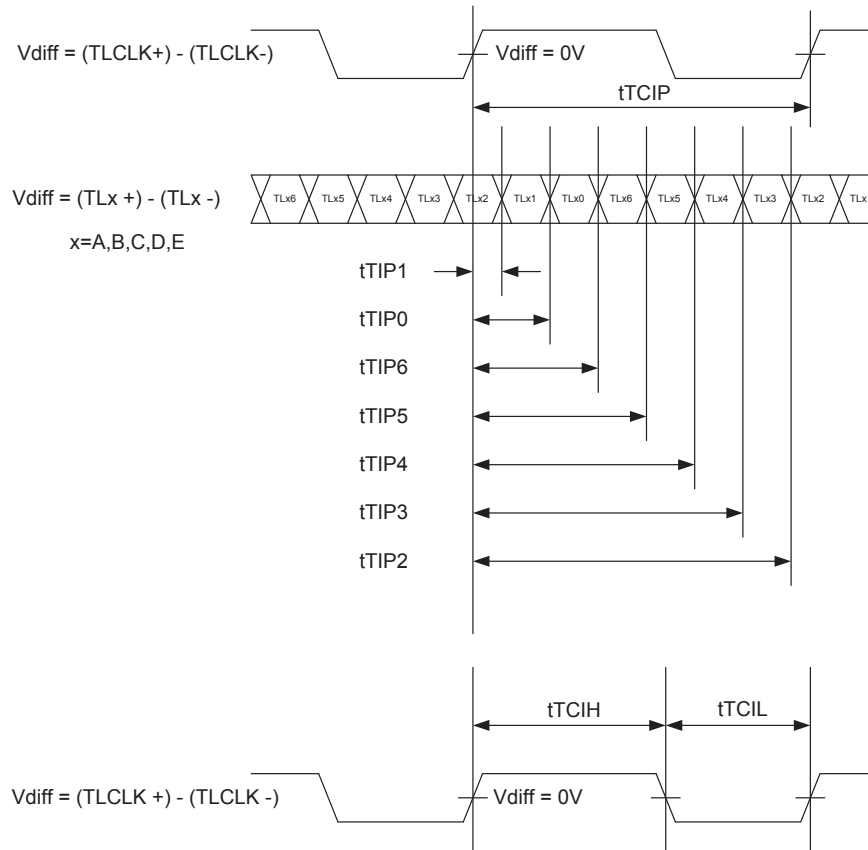 Vdiff = (TLCLK+) - (TLCLK-)
Vdiff = 0V
tTCIP
Vdiff = (TLx +) - (TLx -)
x=A,B,C,D,E
TLx6 TLx5 TLx4 TLx3 TLx2 TLx1 TLx0 TLx6 TLx5 TLx4 TLx3 TLx2 TLx
tTIP1
tTIP0
tTIP6
tTIP5
tTIP4
tTIP3
tTIP2
tTCIH
tTCIL
Vdiff = (TLCLK +) - (TLCLK -)
Vdiff = 0V